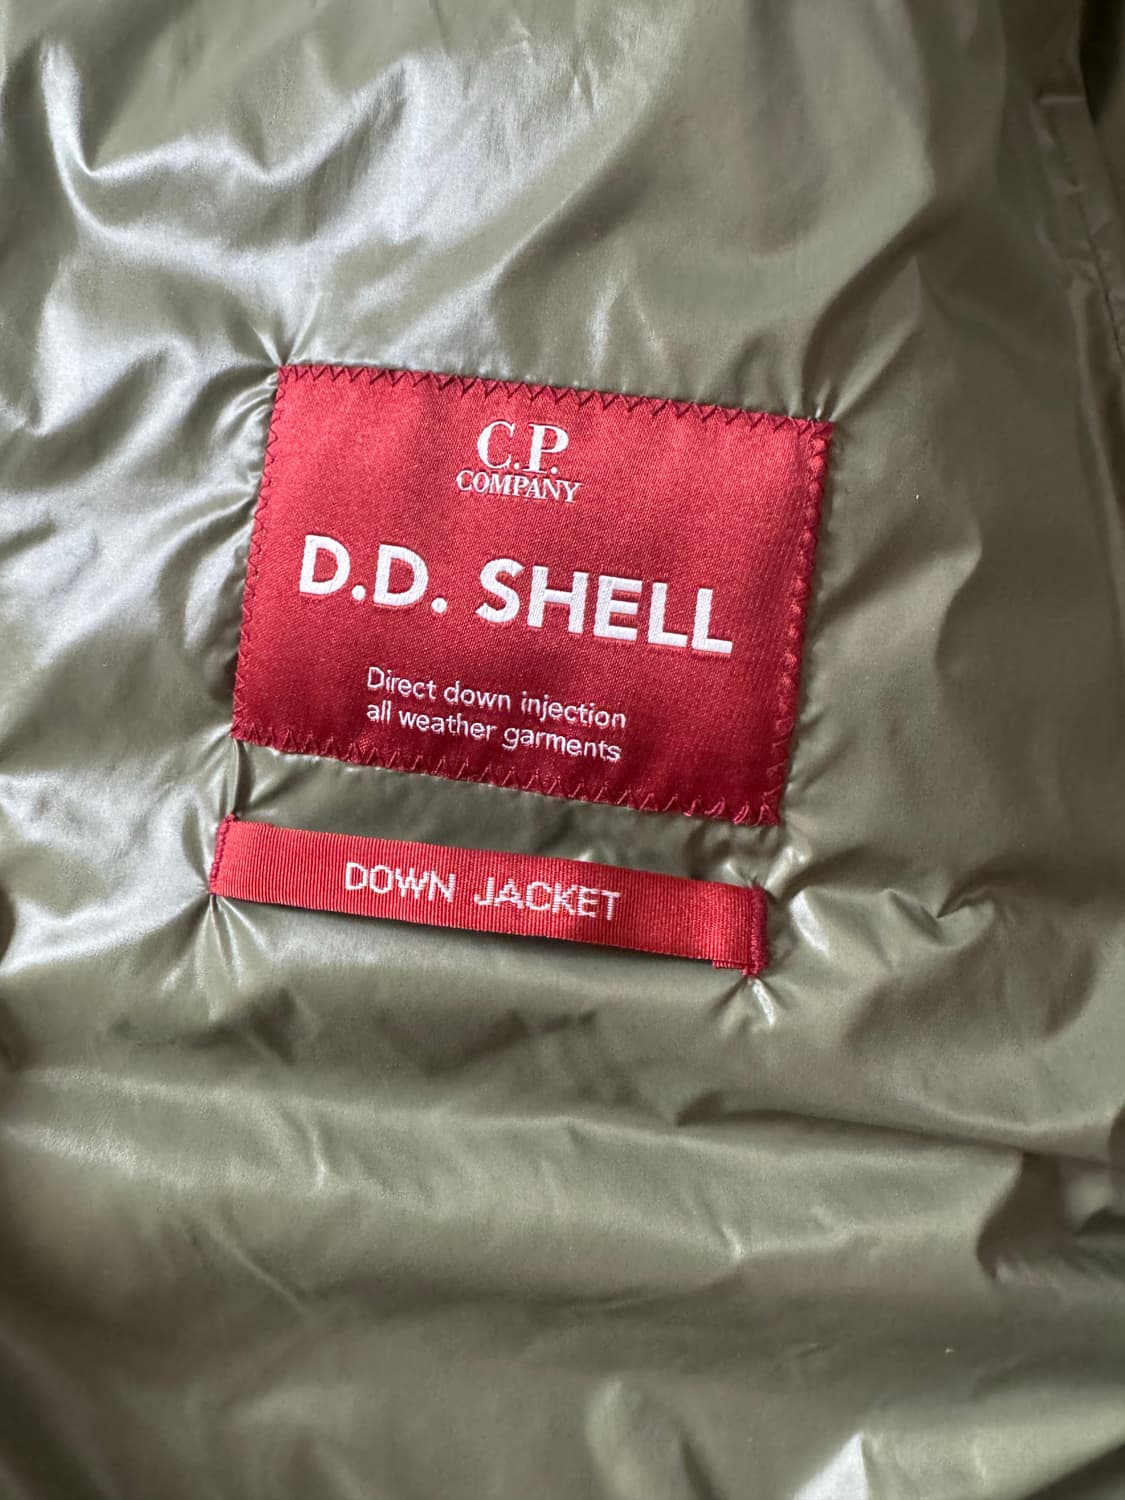 C.P.
COMPANY
D.D. SHELL
Direct down injection
all weather garments
DOWN JACKET